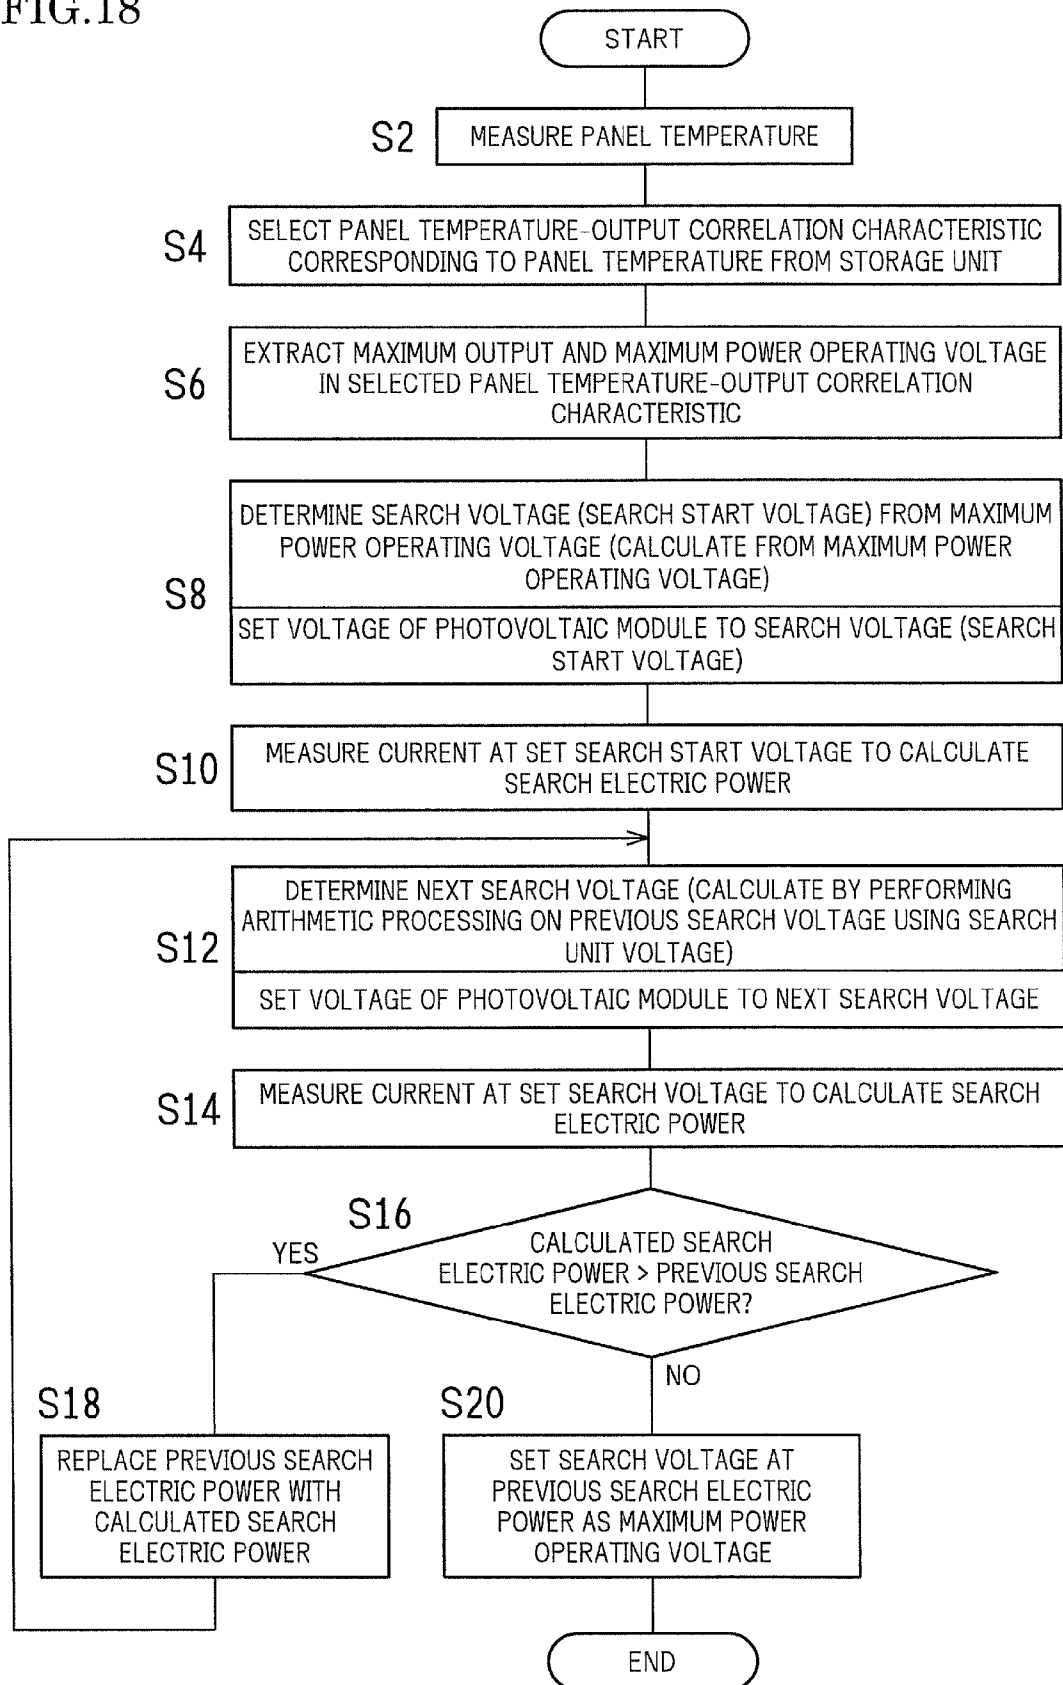 FIG.18
START
S2
MEASURE PANEL TEMPERATURE
S4
SELECT PANEL TEMPERATURE-OUTPUT CORRELATION CHARACTERISTIC
CORRESPONDING TO PANEL TEMPERATURE FROM STORAGE UNIT
S6
EXTRACT MAXIMUM OUTPUT AND MAXIMUM POWER OPERATING VOLTAGE
IN SELECTED PANEL TEMPERATURE-OUTPUT CORRELATION
CHARACTERISTIC
S8
DETERMINE SEARCH VOLTAGE (SEARCH START VOLTAGE) FROM MAXIMUM
POWER OPERATING VOLTAGE (CALCULATE FROM MAXIMUM POWER
OPERATING VOLTAGE)
SET VOLTAGE OF PHOTOVOLTAIC MODULE TO SEARCH VOLTAGE (SEARCH
START VOLTAGE)
S10
MEASURE CURRENT AT SET SEARCH START VOLTAGE TO CALCULATE
SEARCH ELECTRIC POWER
S12
DETERMINE NEXT SEARCH VOLTAGE (CALCULATE BY PERFORMING
ARITHMETIC PROCESSING ON PREVIOUS SEARCH VOLTAGE USING SEARCH
UNIT VOLTAGE)
SET VOLTAGE OF PHOTOVOLTAIC MODULE TO NEXT SEARCH VOLTAGE
S14
MEASURE CURRENT AT SET SEARCH VOLTAGE TO CALCULATE SEARCH
ELECTRIC POWER
S16
CALCULATED SEARCH
ELECTRIC POWER > PREVIOUS SEARCH
ELECTRIC POWER?
YES
NO
S18
REPLACE PREVIOUS SEARCH
ELECTRIC POWER WITH
CALCULATED SEARCH
ELECTRIC POWER
S20
SET SEARCH VOLTAGE AT
PREVIOUS SEARCH ELECTRIC
POWER AS MAXIMUM POWER
OPERATING VOLTAGE
END